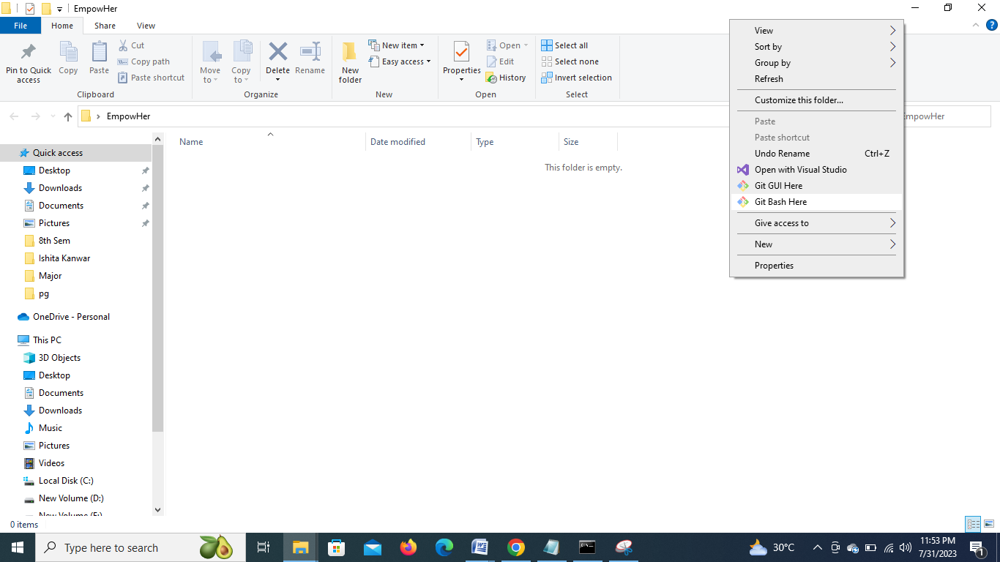 EmpowHer
File Home Share View
Pin to Quick access
Copy
Paste
Cut
Copy path
Paste shortcut
Clipboard
Move to
Copy to
Delete
Rename
Organize
New folder
New item
Easy access
New
Properties
Open
Edit
History
Open
Select all
Select none
Invert selection
Select
EmpowHer
EmpowHer
Name Date modified Type Size
This folder is empty.
Quick access
Desktop
Downloads
Documents
Pictures
8th Sem
Ishita Kanwar
Major
pg
OneDrive - Personal
This PC
3D Objects
Desktop
Documents
Downloads
Music
Pictures
Videos
Local Disk (C:)
New Volume (D:)
0 items
View
Sort by
Group by
Refresh
Customize this folder...
Paste
Paste shortcut
Undo Rename Ctrl+Z
Open with Visual Studio
Git GUI Here
Git Bash Here
Give access to
New
Properties
Type here to search
30°C
11:53 PM
7/31/2023
1